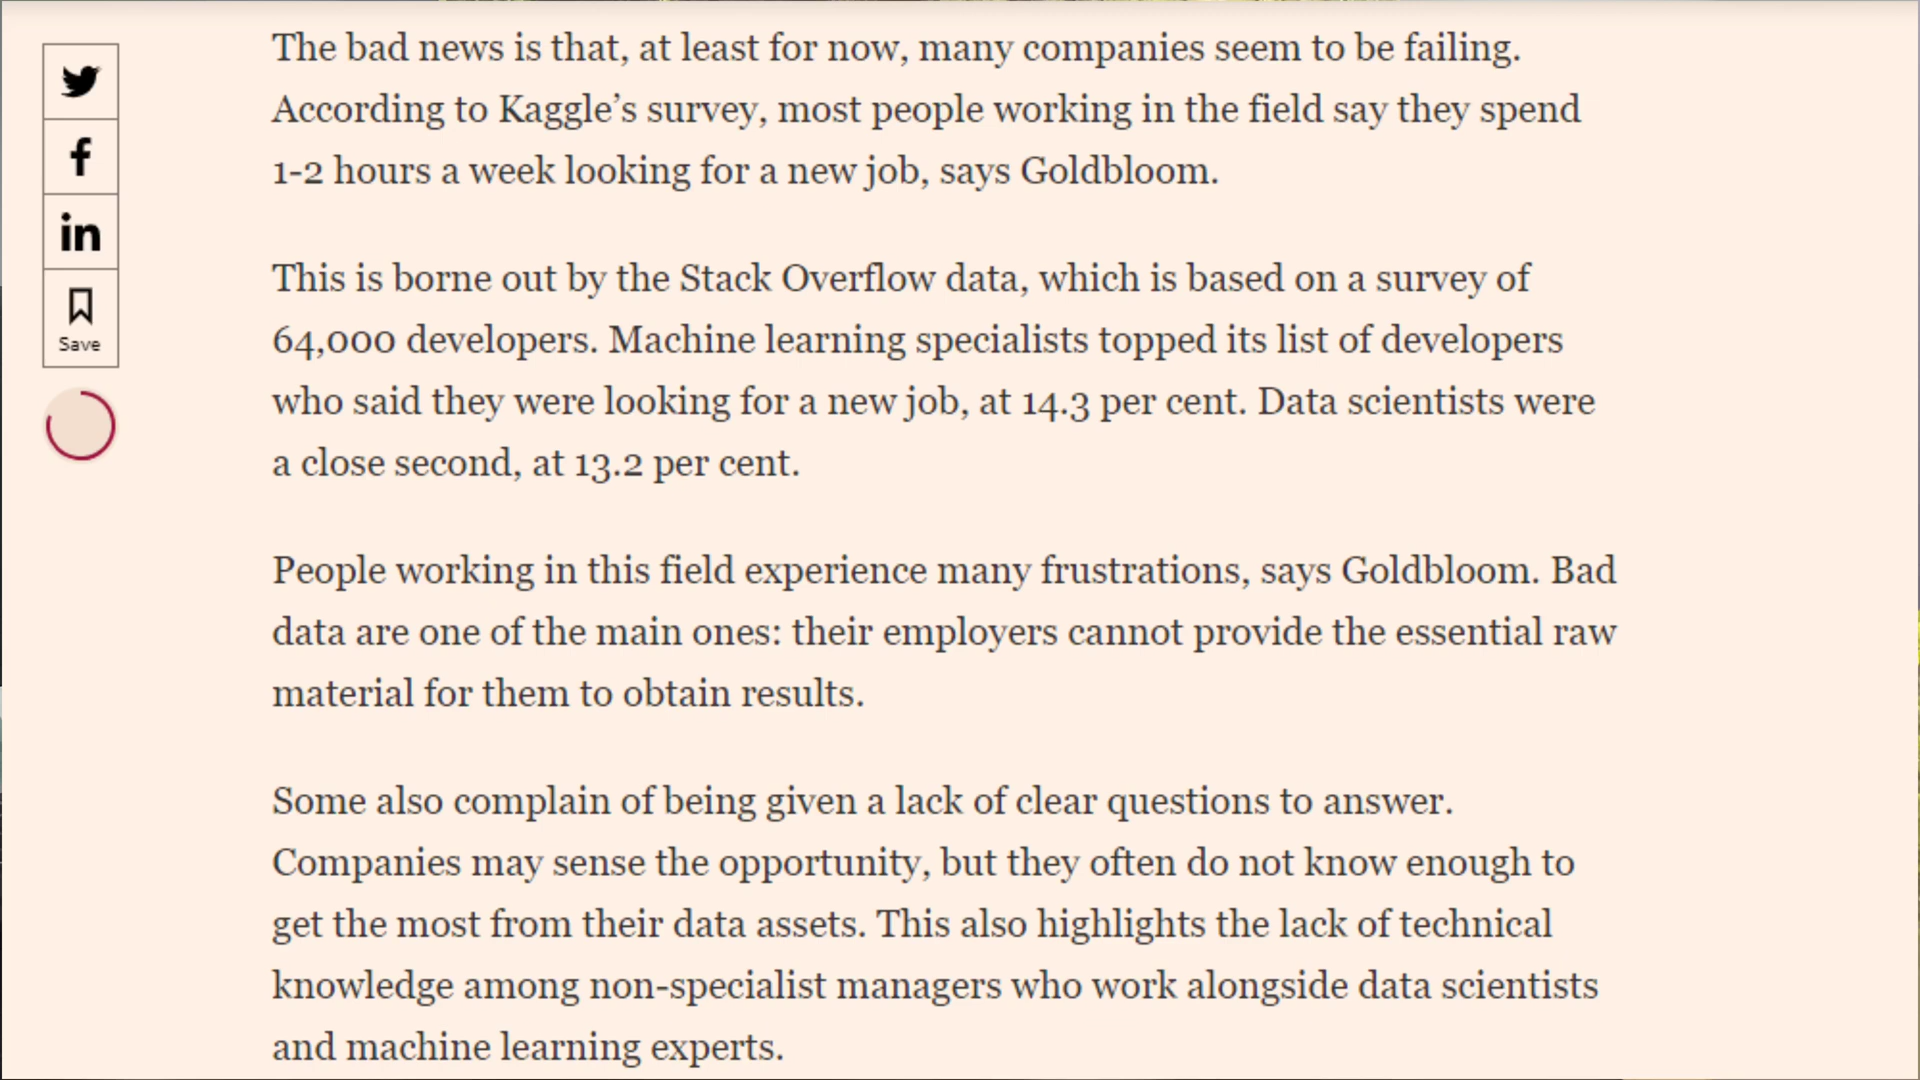 The bad news is that, at least for now, many companies seem to be failing.
According to Kaggle’s survey, most people working in the field say they spend
1-2 hours a week looking for a new job, says Goldbloom.
in
Save
This is borne out by the Stack Overflow data, which is based on a survey of
64,000 developers. Machine learning specialists topped its list of developers
who said they were looking for a new job, at 14.3 per cent. Data scientists were
a close second, at 13.2 per cent.
People working in this field experience many frustrations, says Goldbloom. Bad
data are one of the main ones: their employers cannot provide the essential raw
material for them to obtain results.
Some also complain of being given a lack of clear questions to answer.
Companies may sense the opportunity, but they often do not know enough to
get the most from their data assets. This also highlights the lack of technical
knowledge among non-specialist managers who work alongside data scientists
and machine learning experts.